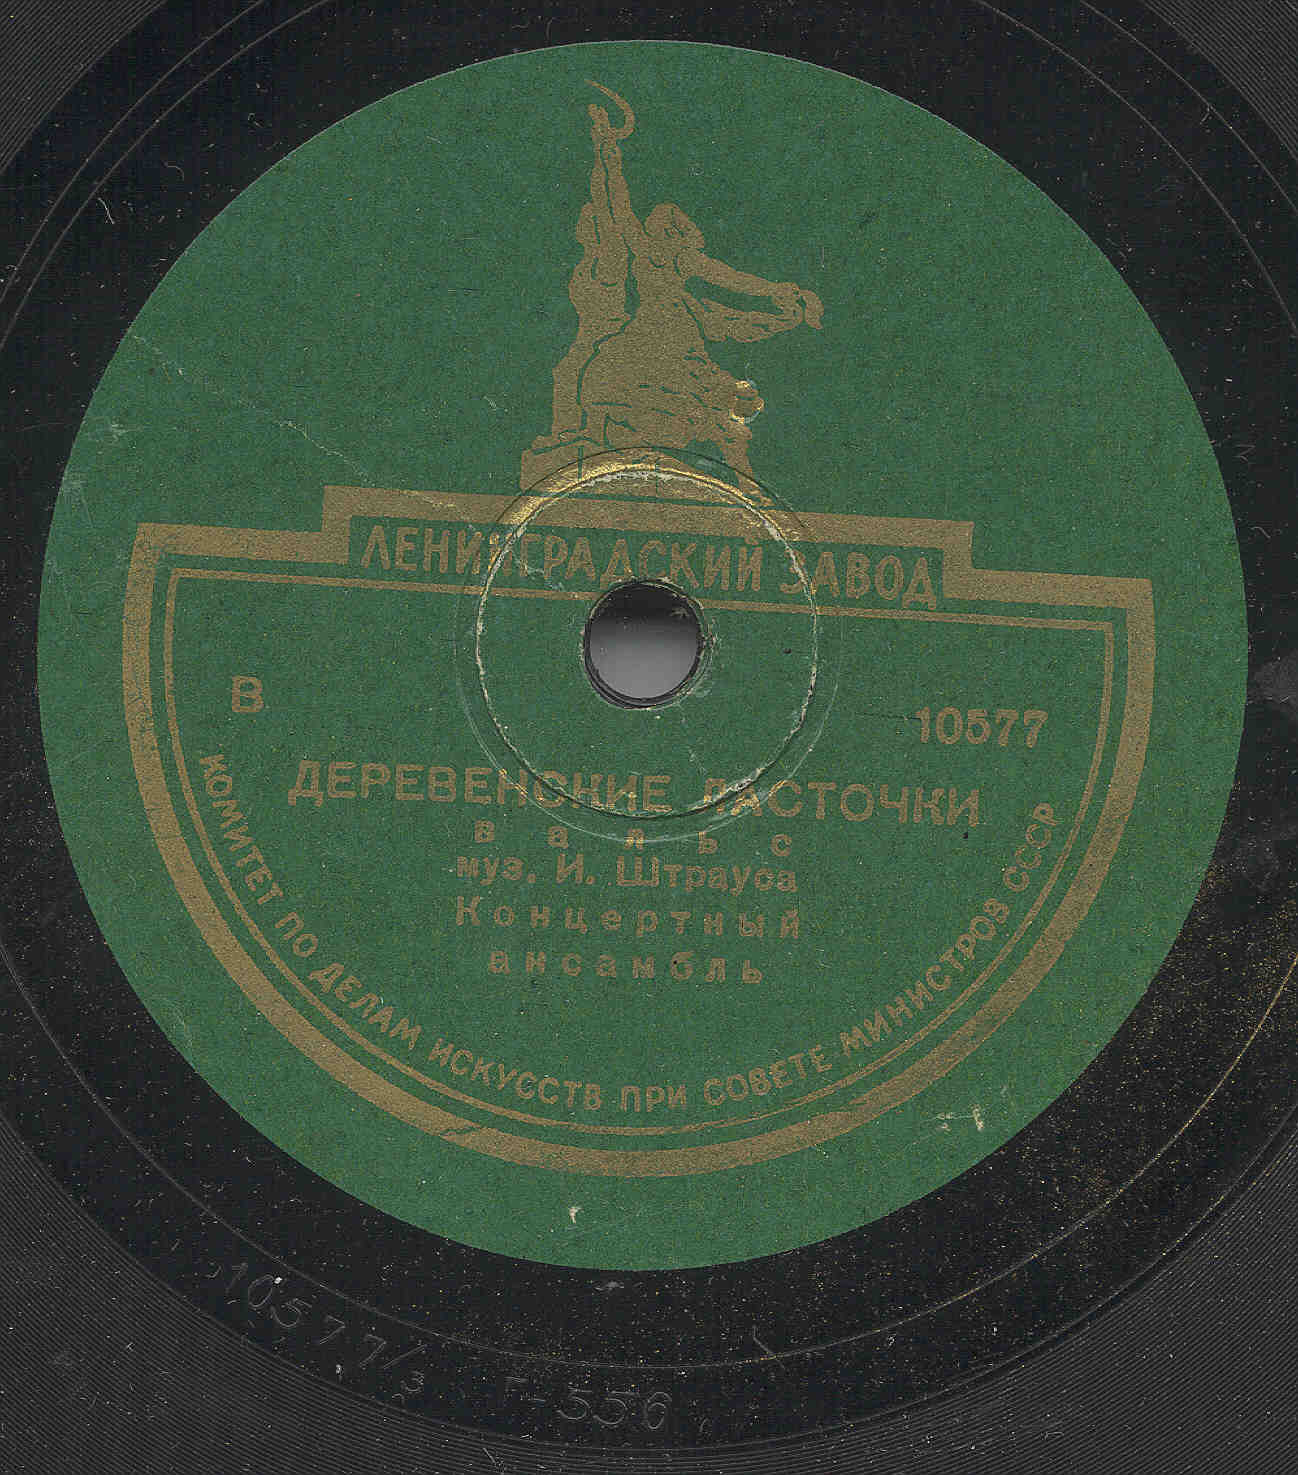 ЛЕНИНГРАДСКИЙ ЗАВОД
В 10577
ДЕРЕВЕНСКИЕ ЛАСТОЧКИ
вальс
муз. И. Штрауса
Концертный
ансамбль
КОМИТЕТ ПО ДЕЛАМ ИСКУССТВ ПРИ СОВЕТЕ МИНИСТРОВ СССР
10577/3 Г-556